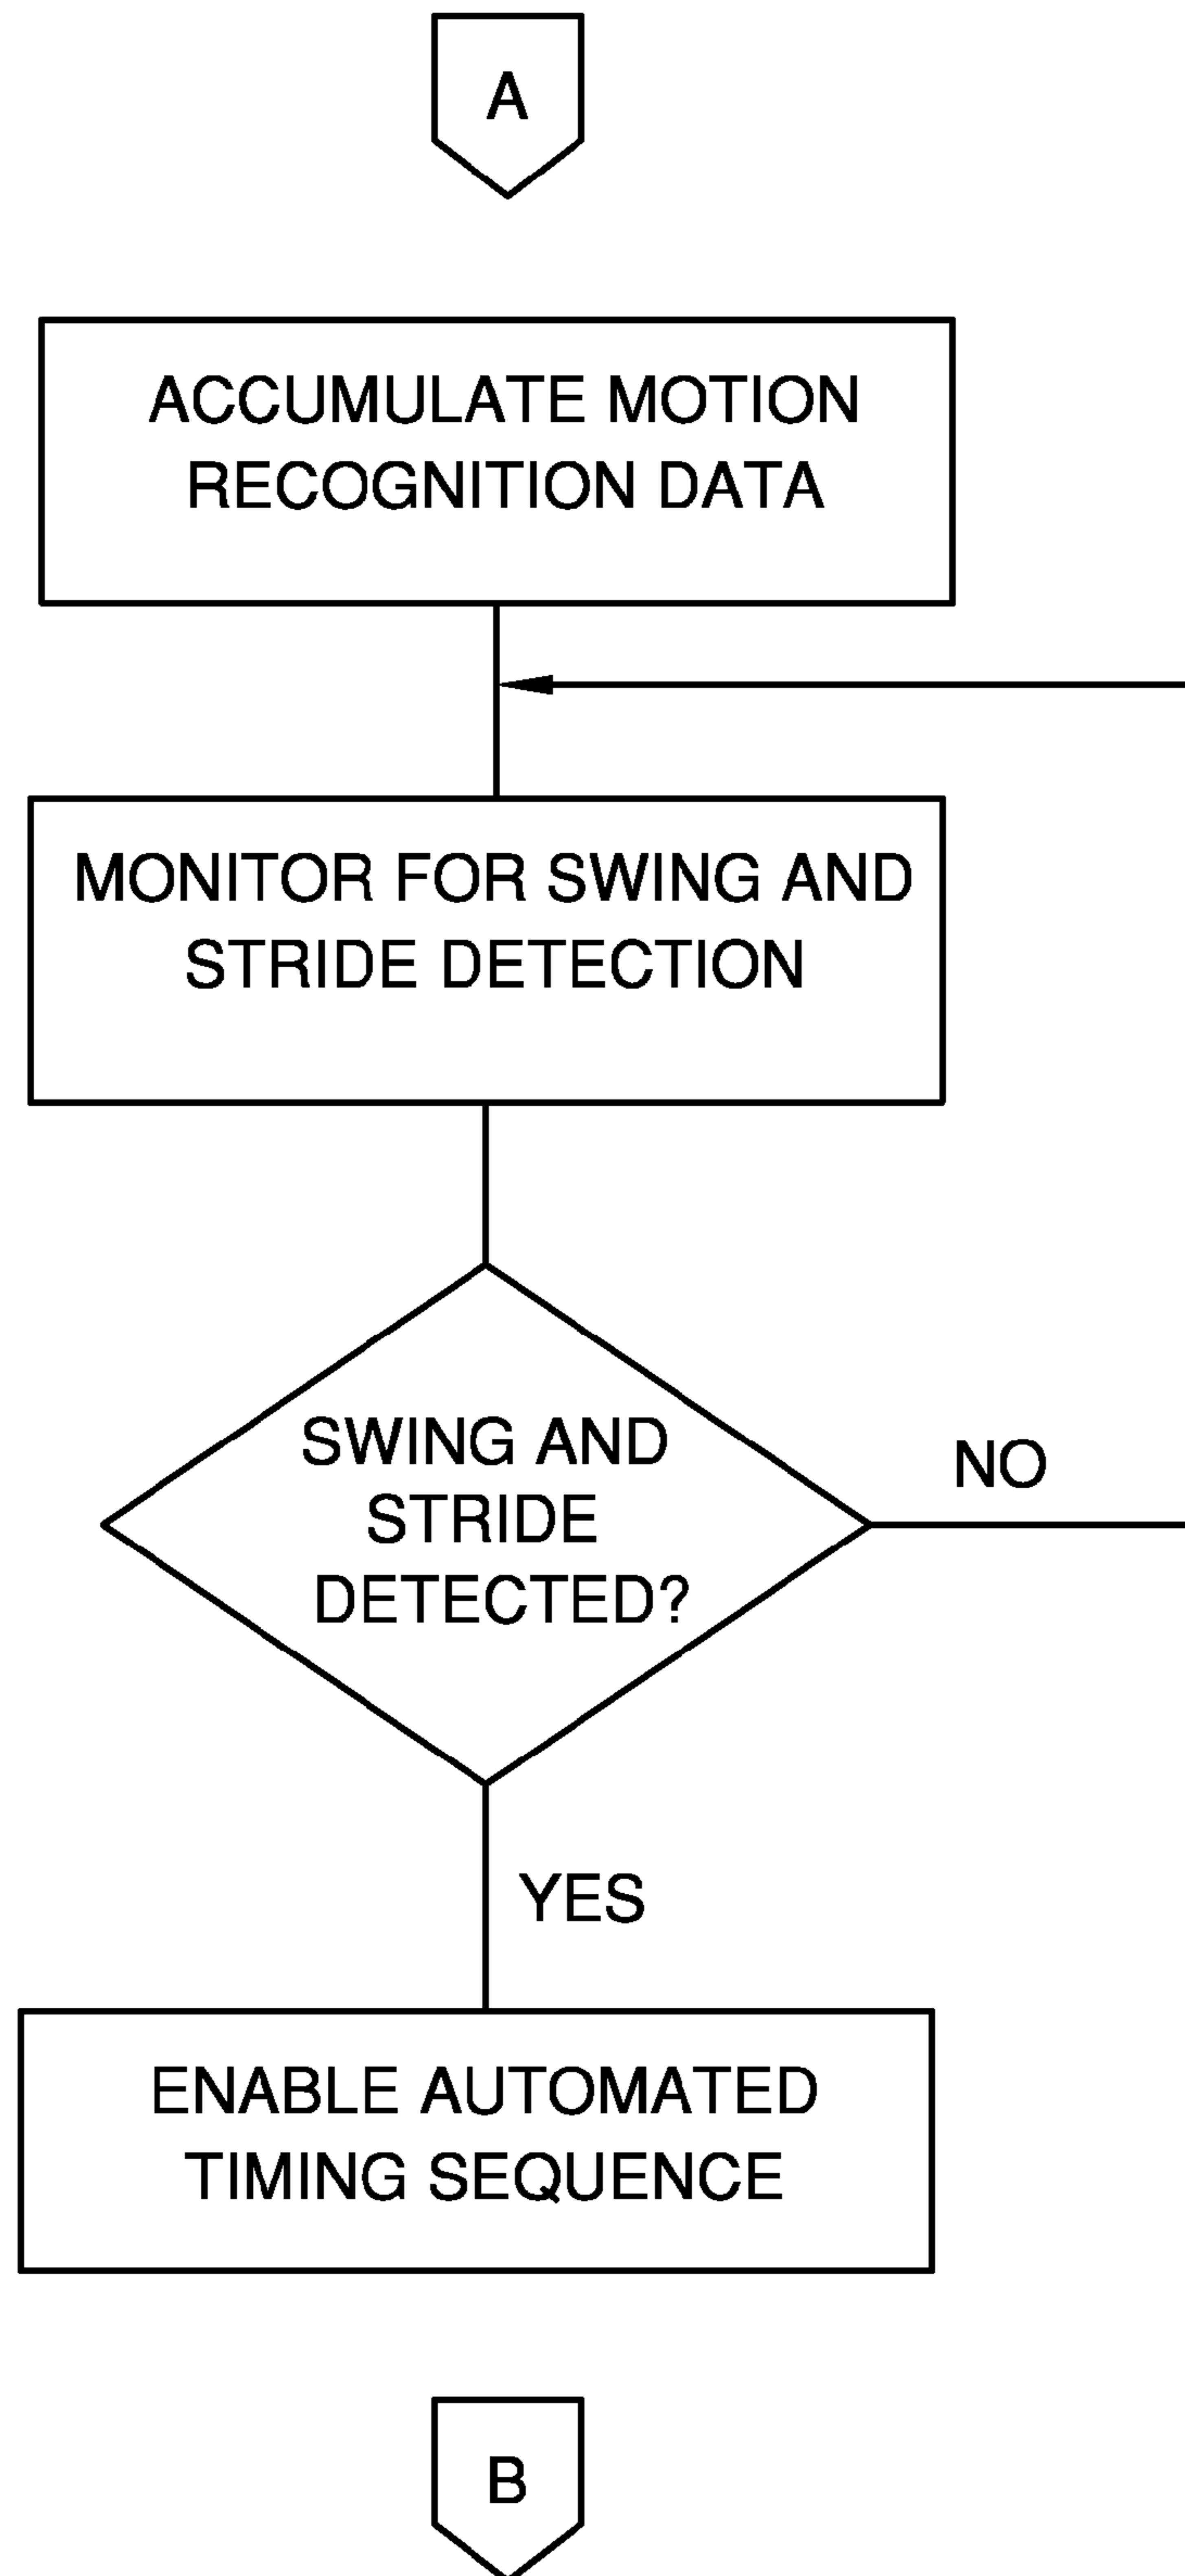 A
ACCUMULATE MOTION
RECOGNITION DATA
MONITOR FOR SWING AND
STRIDE DETECTION
SWING AND
STRIDE
DETECTED?
NO
YES
ENABLE AUTOMATED
TIMING SEQUENCE
B